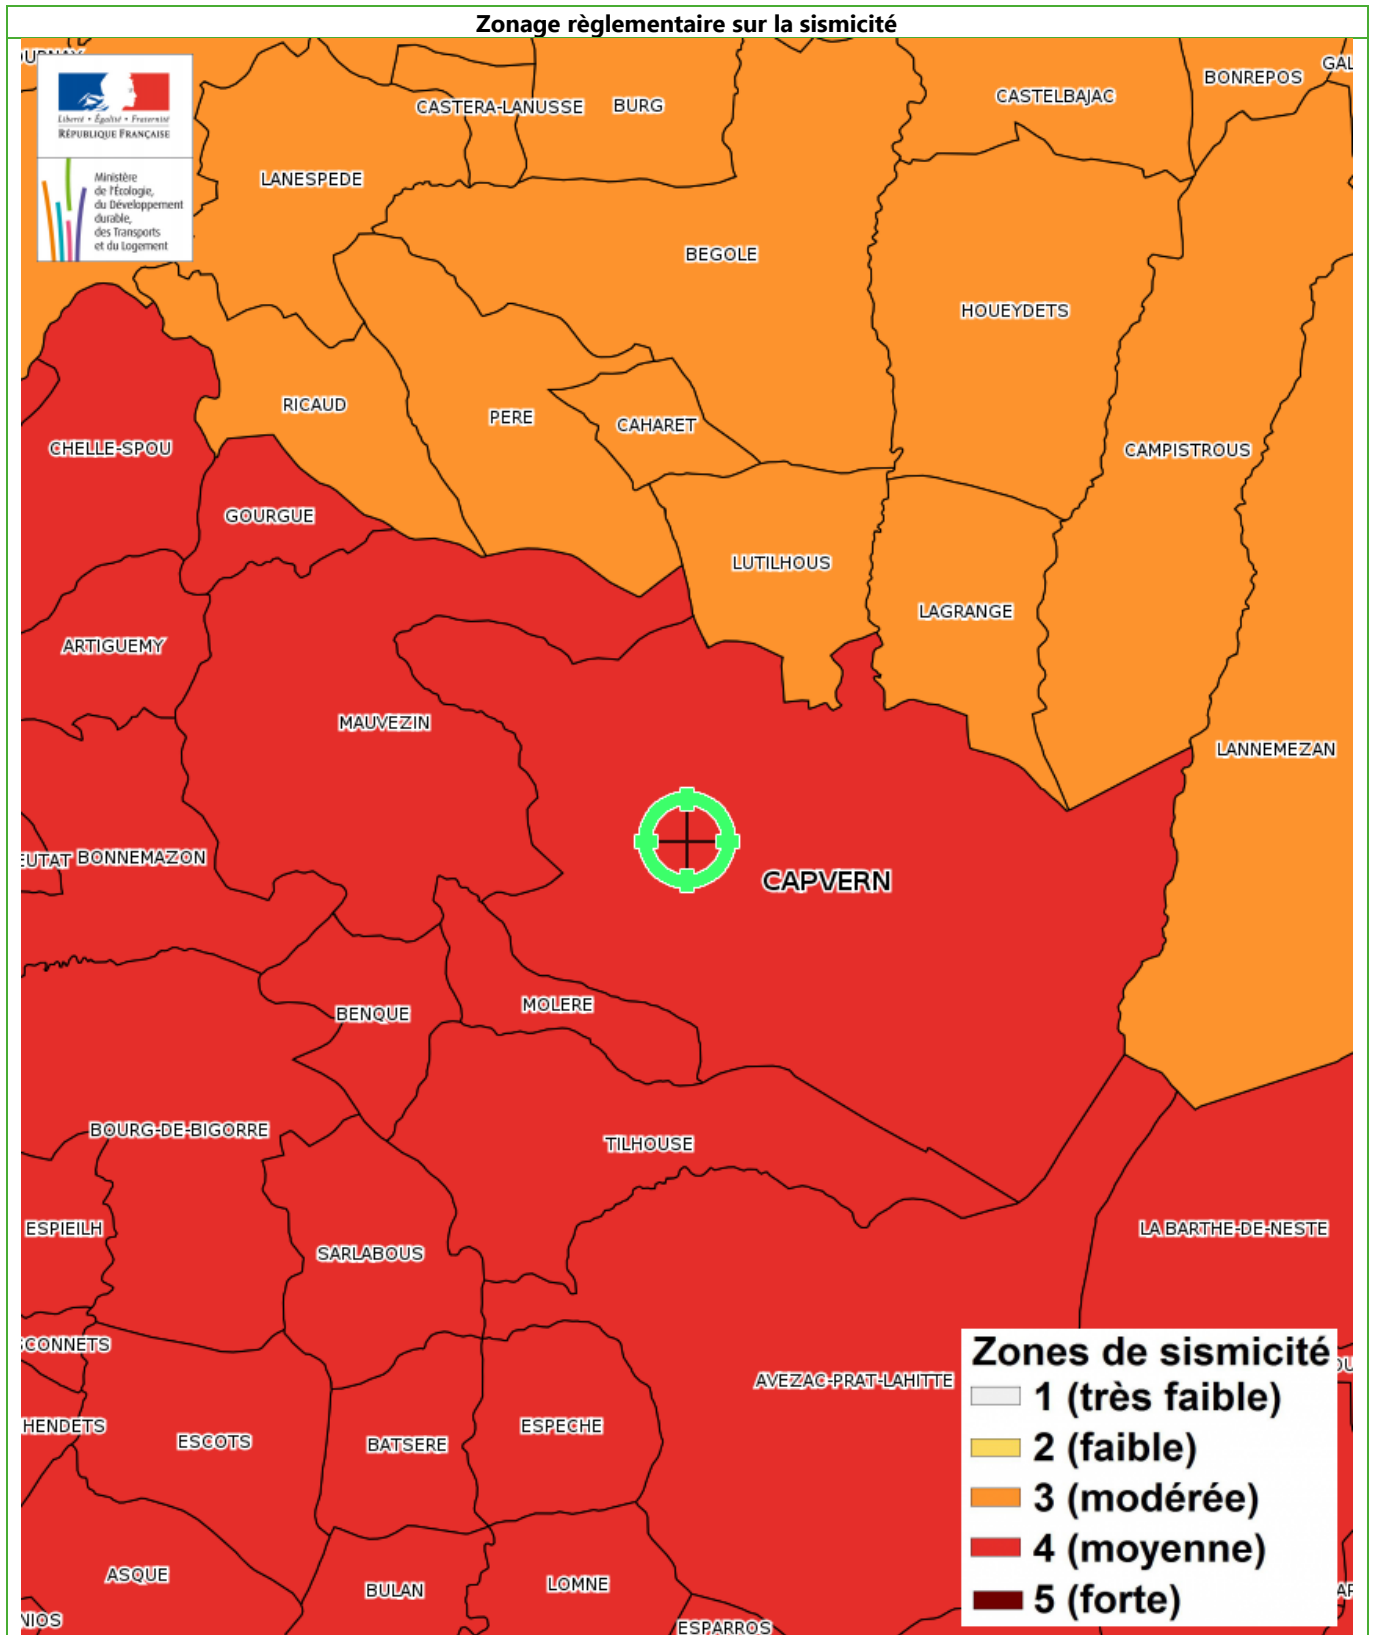 Zonage règlementaire sur la sismicité
Liberté • Égalité • Fraternité
RÉPUBLIQUE FRANÇAISE
Ministère
de l'Écologie,
du Développement
durable,
des Transports
et du Logement
BONREPOS
CASTELBAJAC
CASTERA-LANUSSE
BURG
LANESPEDE
BEGOLE
HOUEYDETS
RICAUD
PERE
CAHARET
CHELLE-SPOU
CAMPISTROUS
GOURGUE
LUTILHOUS
LAGRANGE
ARTIGUEMY
MAUVEZIN
LANNEMEZAN
EUTAT
BONNEMAZON
CAPVERN
MOLERE
BENQUE
BOURG-DE-BIGORRE
TILHOUSE
ESPIEILH
LA BARTHE-DE-NESTE
SARLABOUS
SCONNETS
AVEZAC-PRAT-LAHITTE
HENDETS
ESCOTS
BATSERE
ESPECHE
ASQUE
BULAN
LOMNE
NIOS
ESPARROS
Zones de sismicité
1 (très faible)
2 (faible)
3 (modérée)
4 (moyenne)
5 (forte)